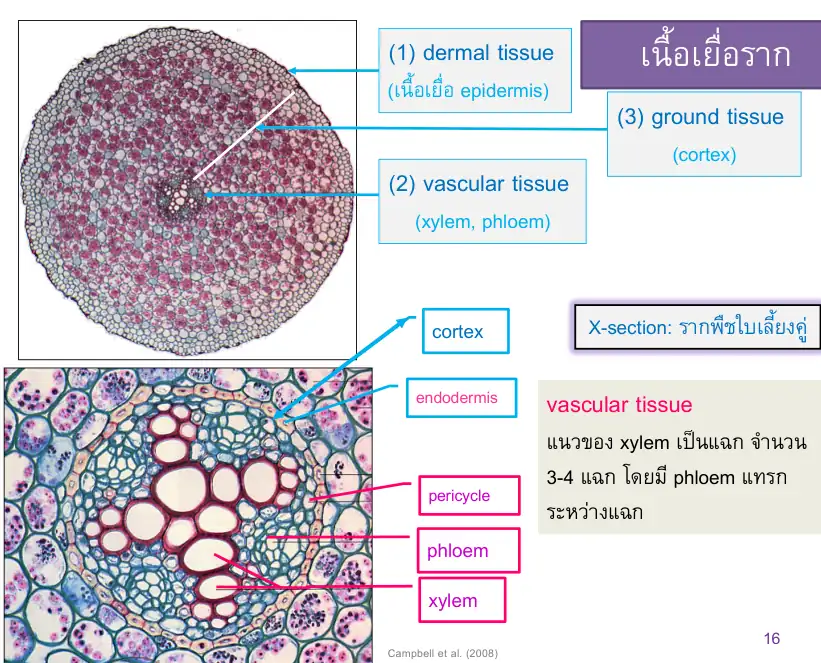 เนื้อเยื่อราก
(1) dermal tissue
(เนื้อเยื่อ epidermis)
(3) ground tissue
(cortex)
(2) vascular tissue
(xylem, phloem)
X-section: รากพืชใบเลี้ยงคู่
cortex
endodermis
pericycle
phloem
xylem
vascular tissue
แนวของ xylem เป็นแฉก จำนวน
3-4 แฉก โดยมี phloem แทรก
ระหว่างแฉก
Campbell et al. (2008)
16